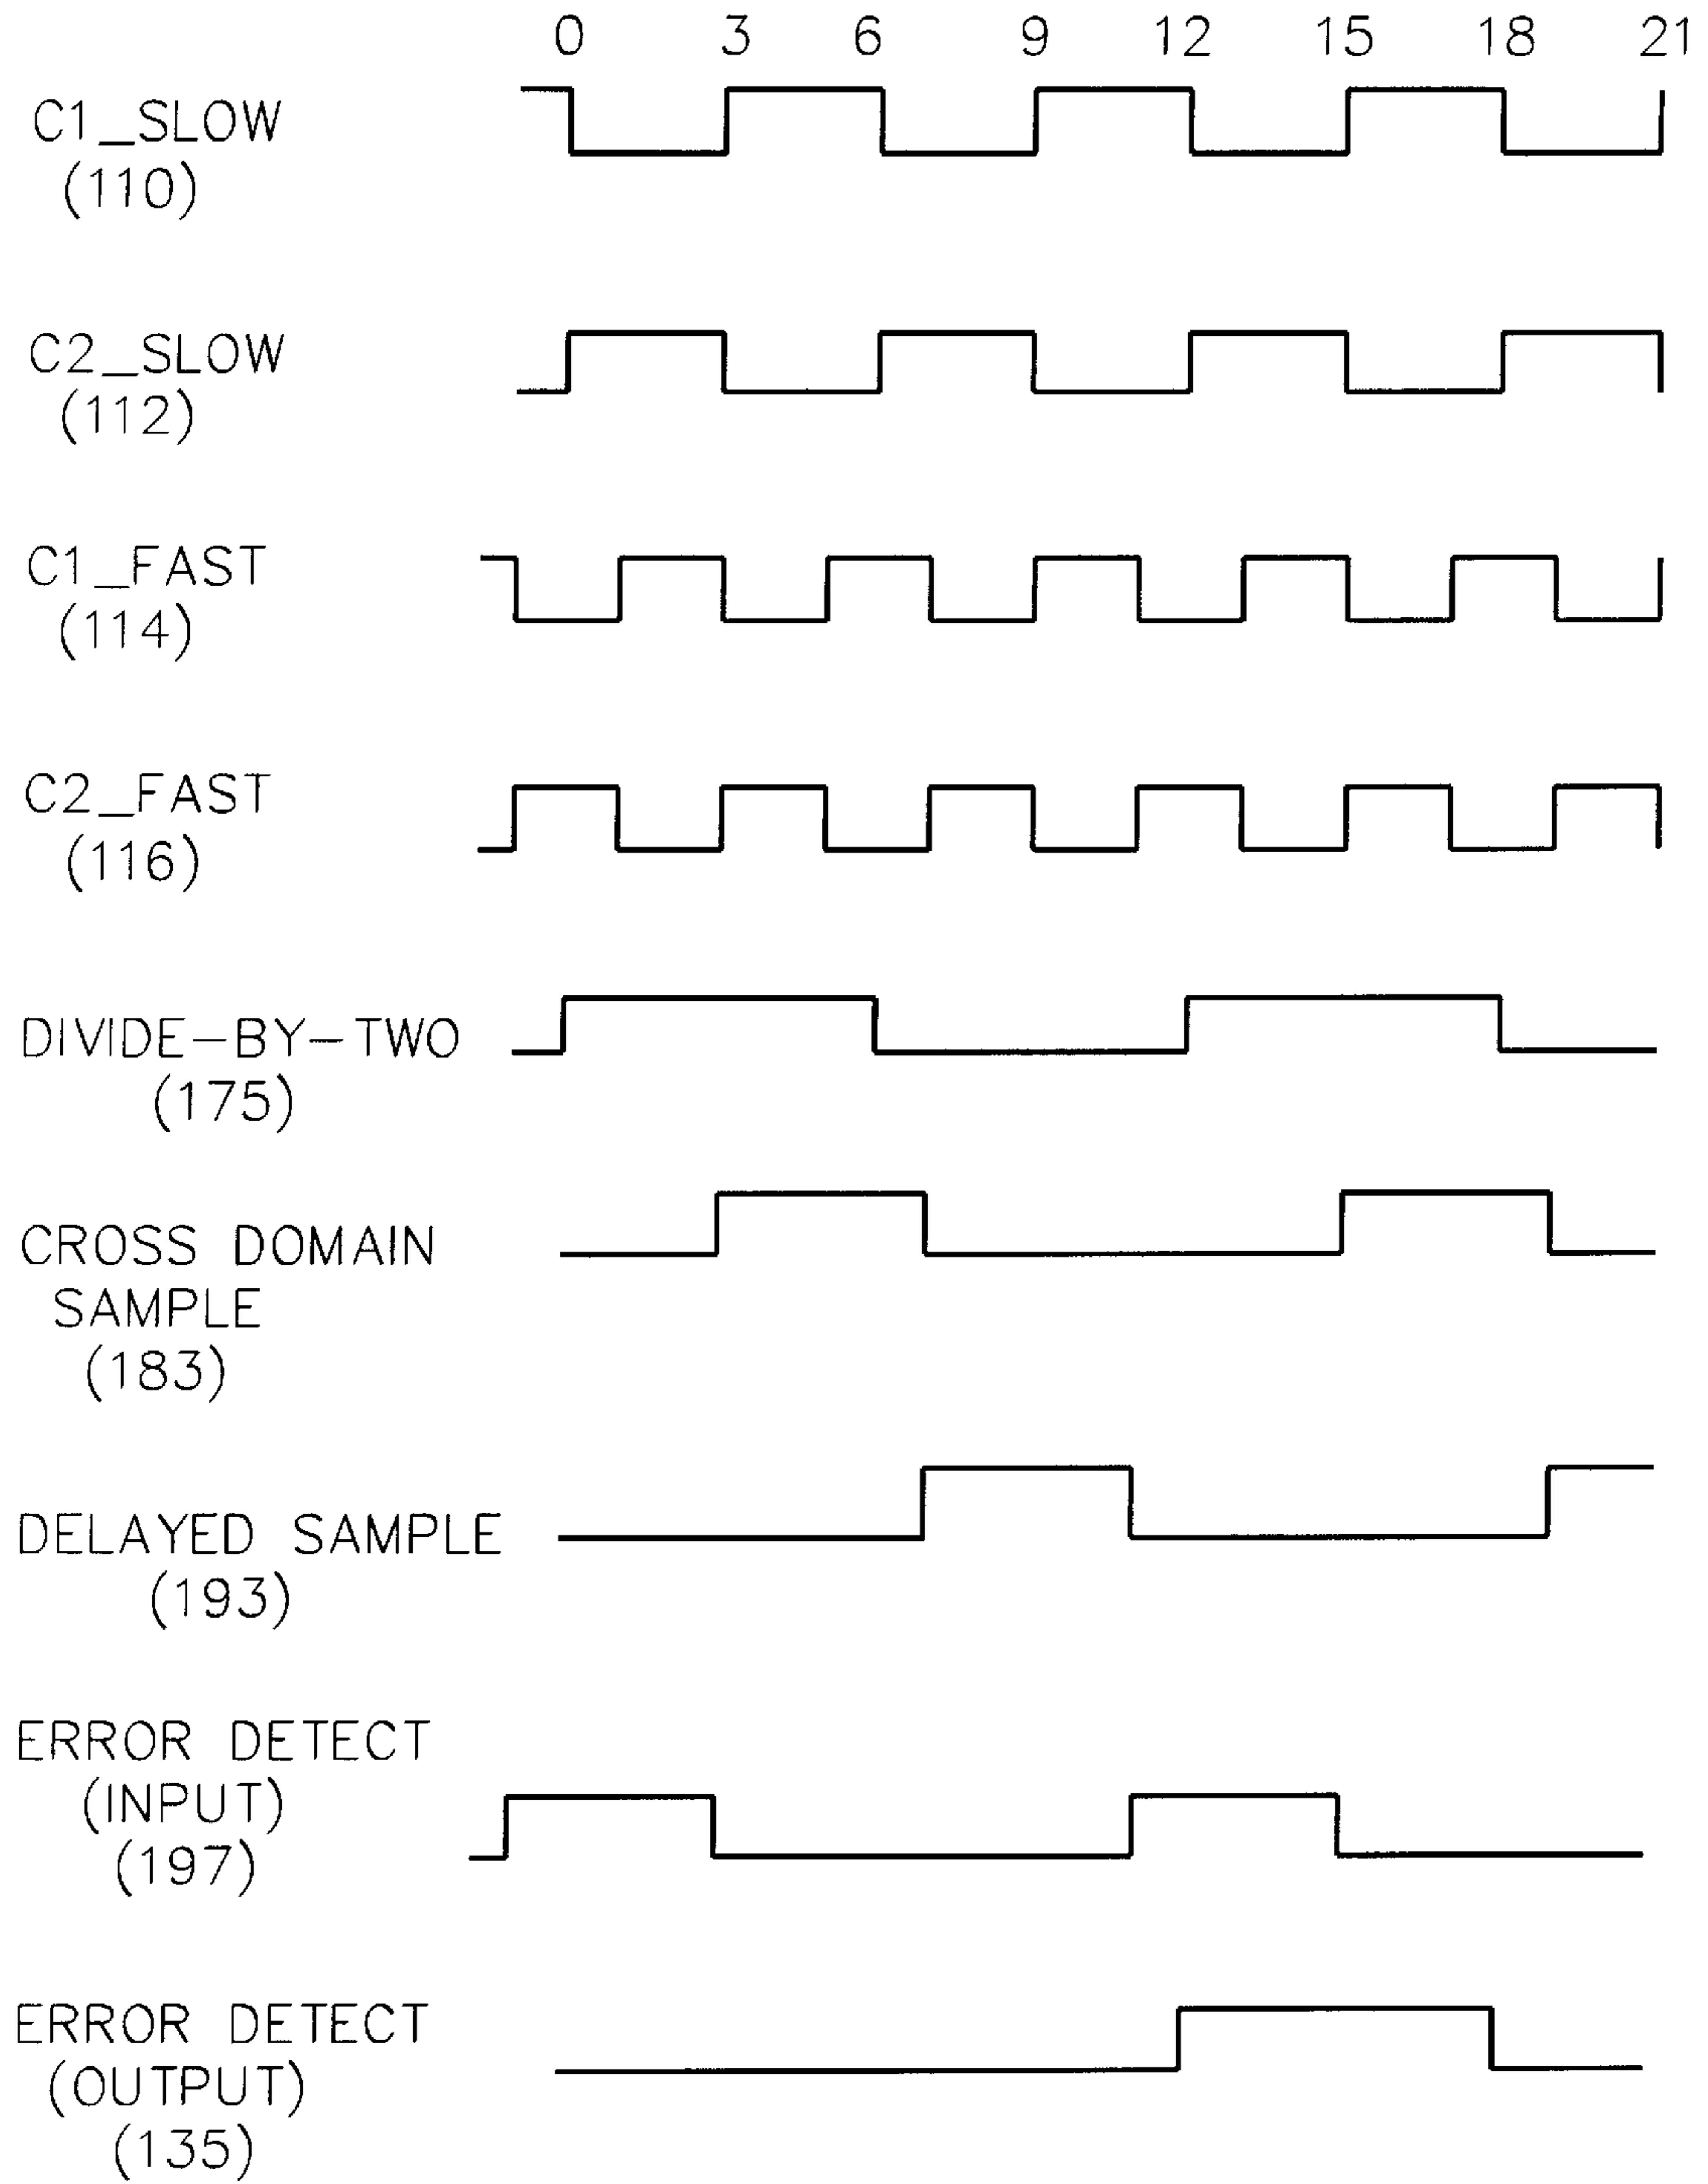 0 3 6 9 12 15 18 21
C1_SLOW
(110)
C2_SLOW
(112)
C1_FAST
(114)
C2_FAST
(116)
DIVIDE-BY-TWO
(175)
CROSS DOMAIN
SAMPLE
(183)
DELAYED SAMPLE
(193)
ERROR DETECT
(INPUT)
(197)
ERROR DETECT
(OUTPUT)
(135)